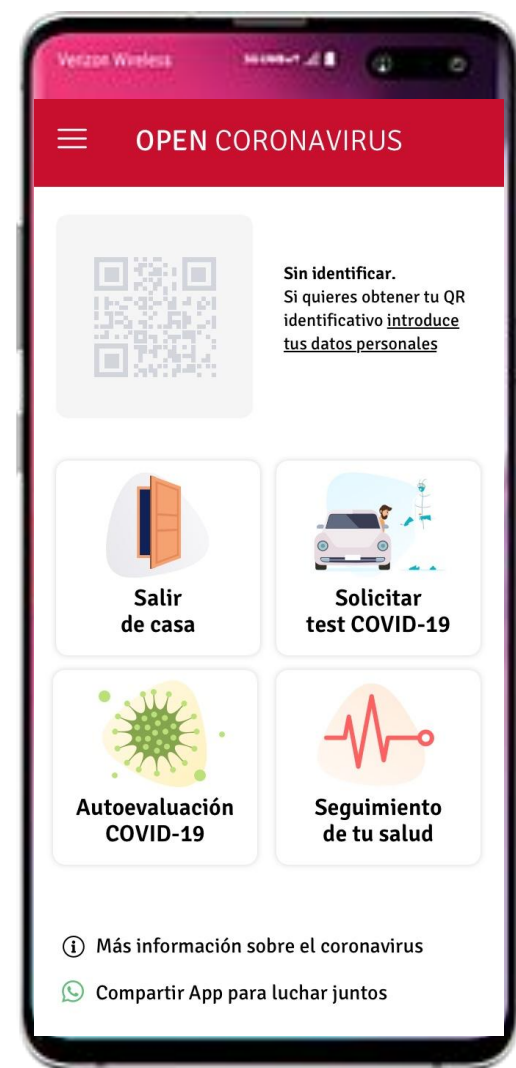 Verizon Wireless
OPEN CORONAVIRUS
Sin identificar.
Si quieres obtener tu QR
identificativo introduce
tus datos personales
Salir
de casa
Solicitar
test COVID-19
Autoevaluación
COVID-19
Seguimiento
de tu salud
Más información sobre el coronavirus
Compartir App para luchar juntos